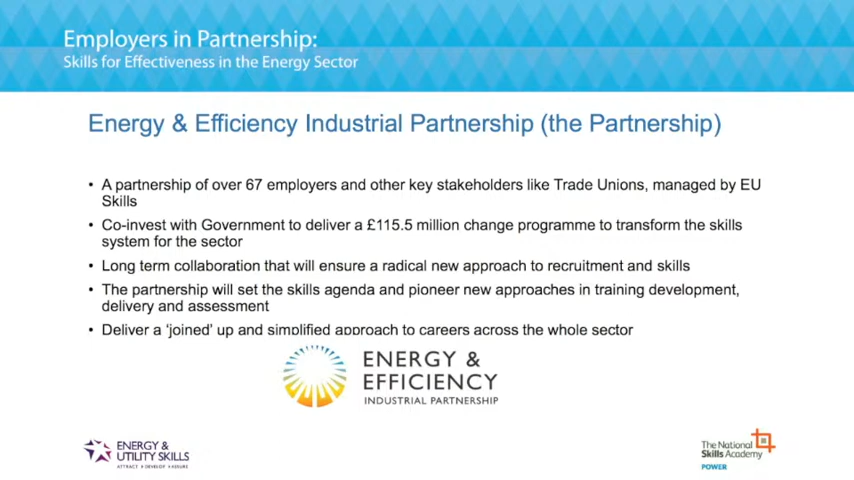 Employers in Partnership:
Skills for Effectiveness in the Energy Sector
Energy & Efficiency Industrial Partnership (the Partnership)
• A partnership of over 67 employers and other key stakeholders like Trade Unions, managed by EU
Skills
• Co-invest with Government to deliver a £115.5 million change programme to transform the skills
system for the sector
• Long term collaboration that will ensure a radical new approach to recruitment and skills
• The partnership will set the skills agenda and pioneer new approaches in training development,
delivery and assessment
• Deliver a ‘joined’ up and simplified approach to careers across the whole sector
ENERGY &
EFFICIENCY
INDUSTRIAL PARTNERSHIP
ENERGY &
UTILITY SKILLS
ATTRACT • DEVELOP • ASSURE
The National
Skills Academy
POWER